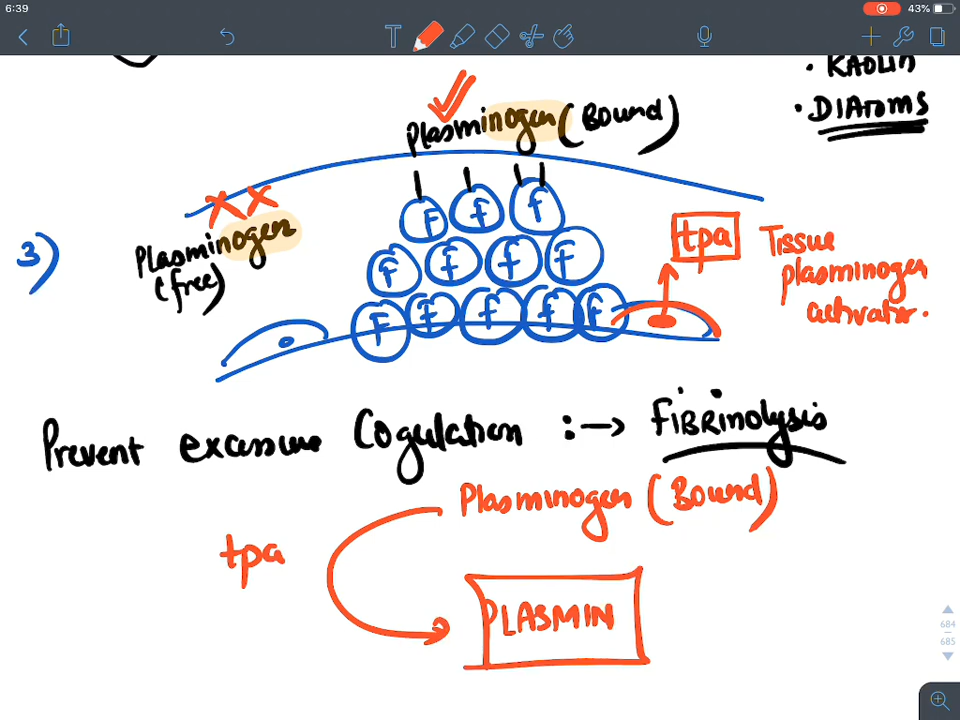 6:39
43%
T
• KAOLIN
• DIATOMS
Plasminogen (Bound)
Plasminogen
(free)
3)
f f f
f f f f
f f f f f
tpa
Tissue
plasminogen
activator.
Prevent excessive Cogulation :→ FIBRINOlysis
Plasminogen (Bound)
tpa
PLASMIN
684
685